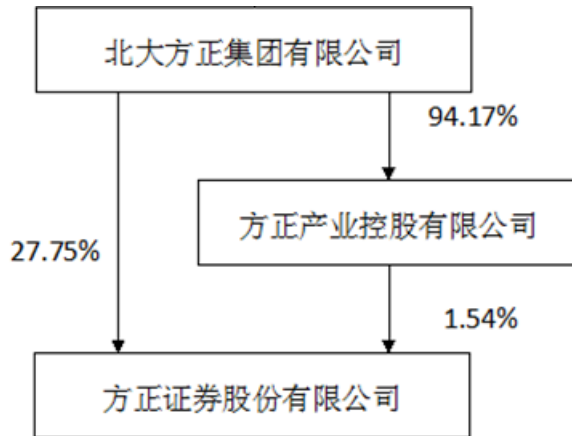 北大方正集团有限公司
94.17%
方正产业控股有限公司
27.75%
1.54%
方正证券股份有限公司